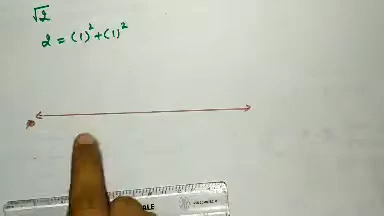 √2
2 = (1)² + (1)²